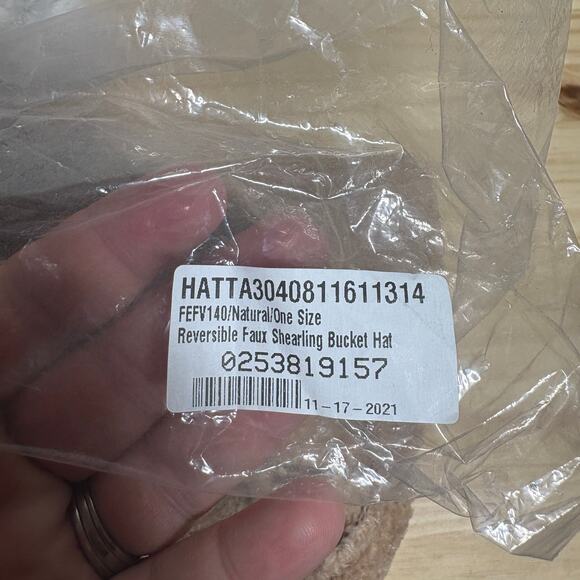 HATTA3040811611314
FEFV140/Natural/One Size
Reversible Faux Shearling Bucket Hat
0253819157
11-17-2021